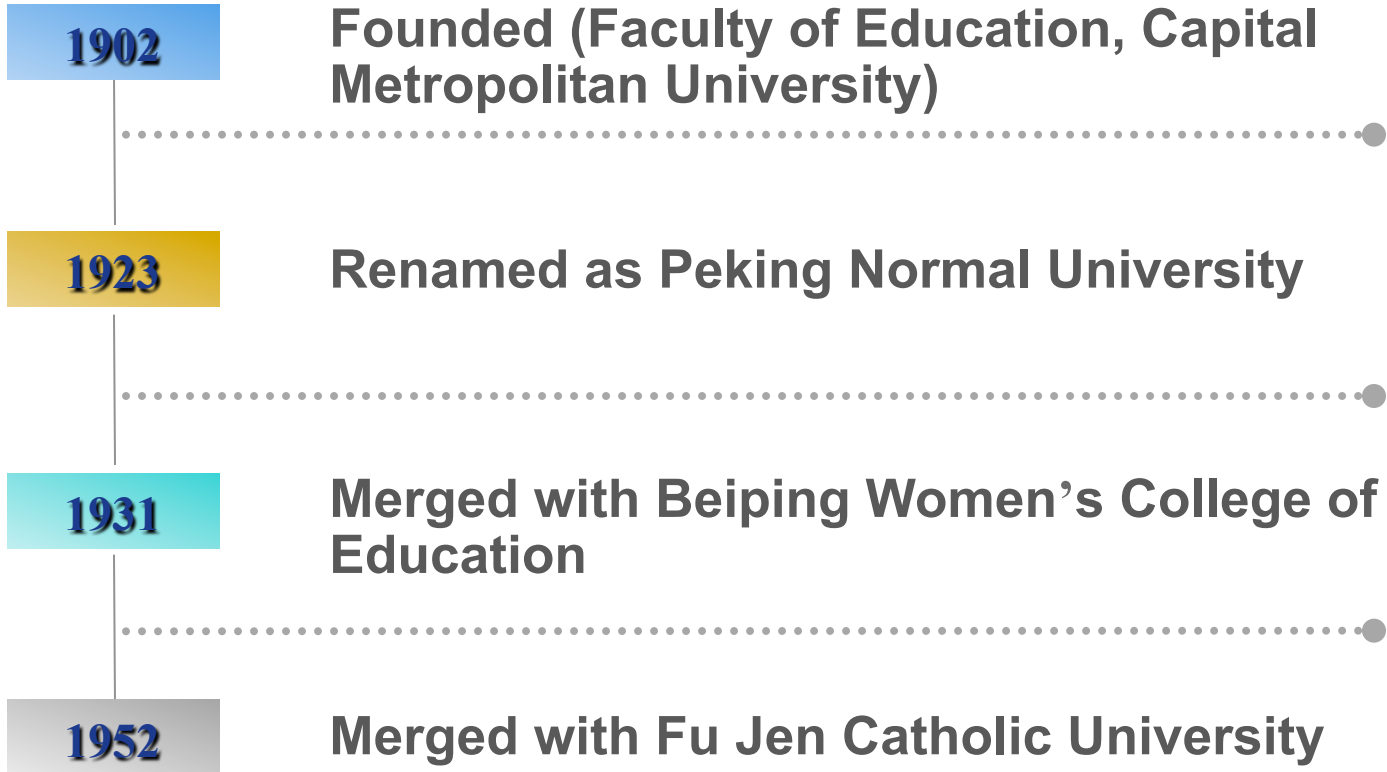 1902
Founded (Faculty of Education, Capital
Metropolitan University)
1923
Renamed as Peking Normal University
1931
Merged with Beiping Women’s College of
Education
1952
Merged with Fu Jen Catholic University